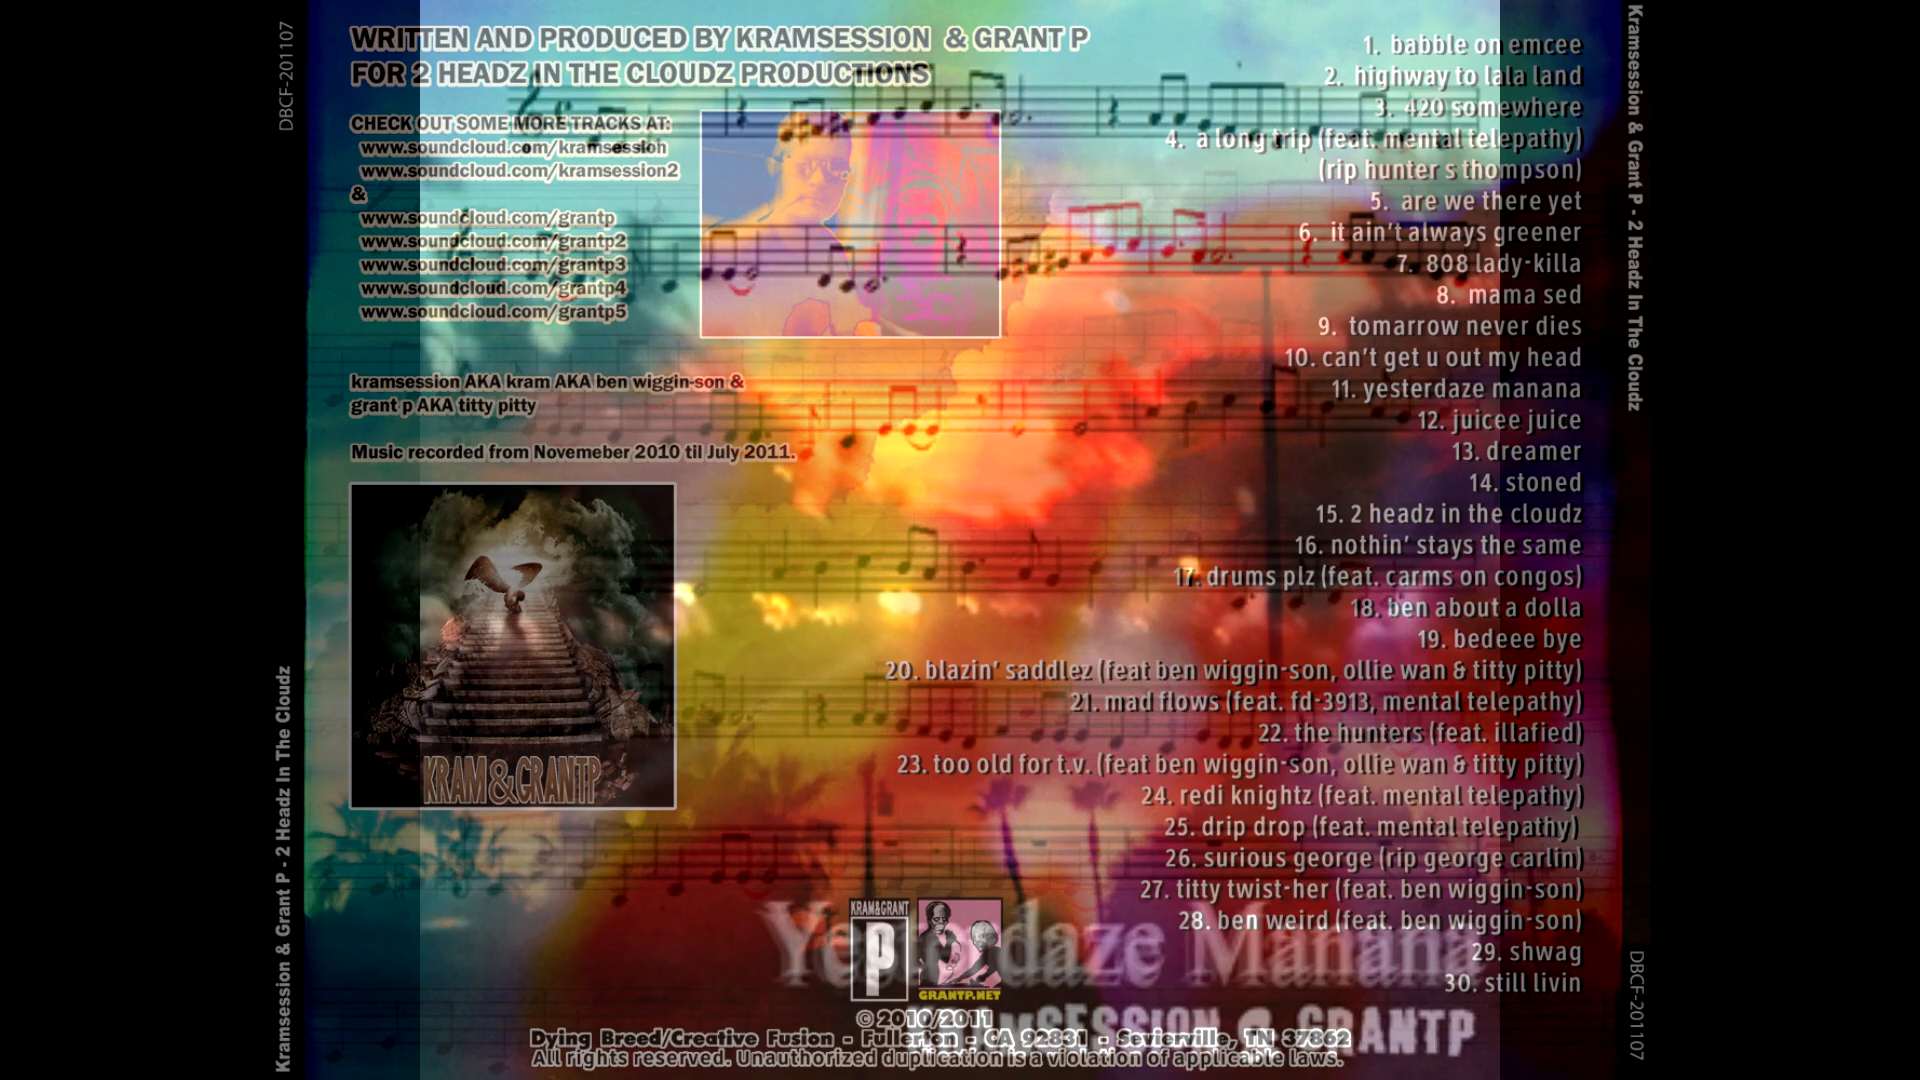 WRITTEN AND PRODUCED BY KRAMSESSION & GRANT P
FOR 2 HEADZ IN THE CLOUDZ PRODUCTIONS
CHECK OUT SOME MORE TRACKS AT:
www.soundcloud.com/kramsession
www.soundcloud.com/kramsession2
&
www.soundcloud.com/grantp
www.soundcloud.com/grantp2
www.soundcloud.com/grantp3
www.soundcloud.com/grantp4
www.soundcloud.com/grantp5
kramsession AKA kram AKA ben wiggin-son &
grant p AKA titty pitty
Music recorded from Novemeber 2010 til July 2011.
KRAM&GRANTP
1. babble on emcee
2. highway to lala land
3. 420 somewhere
4. a long trip (feat. mental telepathy)
(rip hunter s thompson)
5. are we there yet
6. it ain't always greener
7. 808 lady-killa
8. mama sed
9. tomarrow never dies
10. can't get u out my head
11. yesterdaze manana
12. juicee juice
13. dreamer
14. stoned
15. 2 headz in the cloudz
16. nothin' stays the same
17. drums plz (feat. carms on congos)
18. ben about a dolla
19. bedeee bye
20. blazin' saddlez (feat ben wiggin-son, ollie wan & titty pitty)
21. mad flows (feat. fd-3913, mental telepathy)
22. the hunters (feat. illafied)
23. too old for t.v. (feat ben wiggin-son, ollie wan & titty pitty)
24. redi knightz (feat. mental telepathy)
25. drip drop (feat. mental telepathy)
26. surious george (rip george carlin)
27. titty twist-her (feat. ben wiggin-son)
28. ben weird (feat. ben wiggin-son)
29. shwag
30. still livin
KRAM&GRANT
P
GRANTP.NET
Yesterdaze Manana
KRAMSESSION & GRANTP
© 2010/2011
Dying Breed/Creative Fusion - Fullerton - CA 92831 - Sevierville, TN 37862
All rights reserved. Unauthorized duplication is a violation of applicable laws.
DBCF-201107
Kramsession & Grant P - 2 Headz In The Cloudz
Kramsession & Grant P - 2 Headz In The Cloudz
DBCF-201107